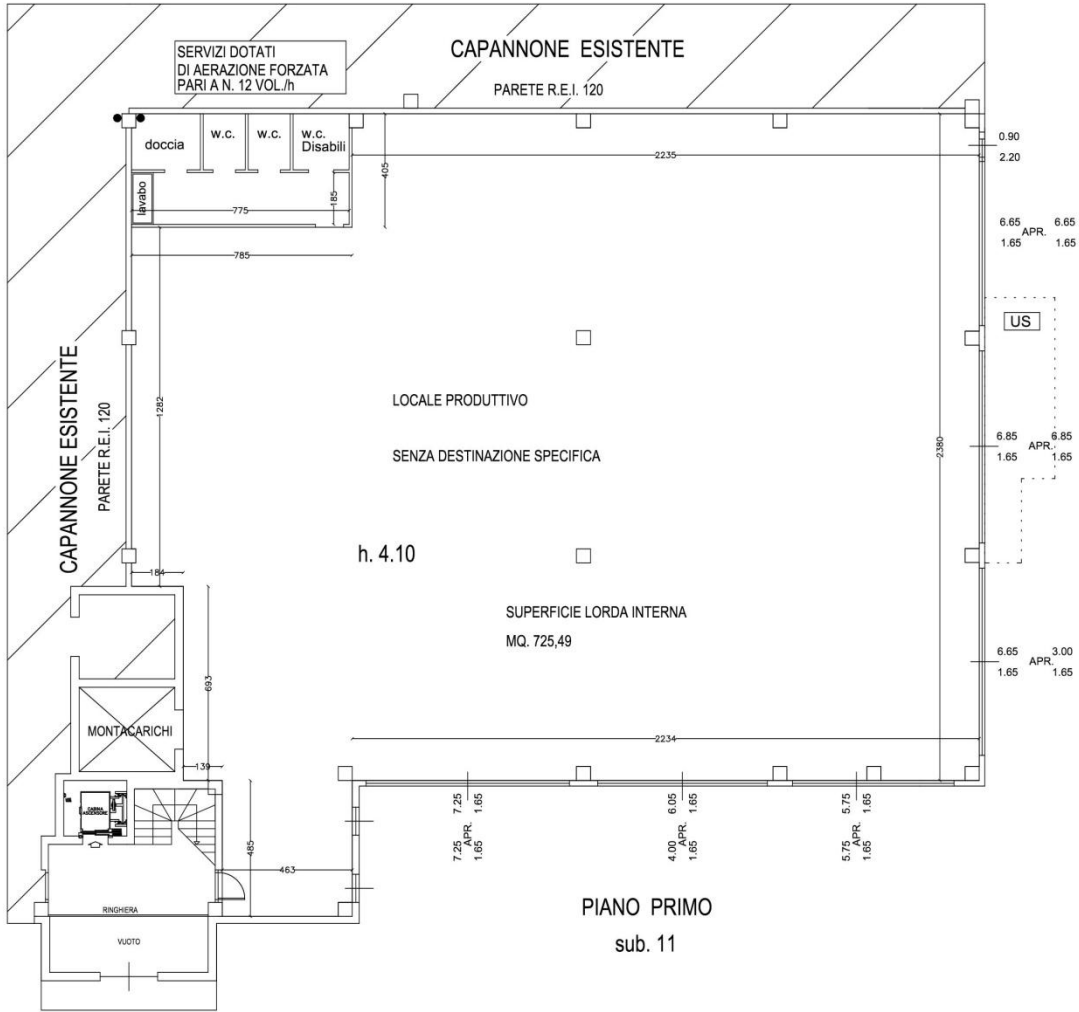 SERVIZI DOTATI
DI AERAZIONE FORZATA
PARI A N. 12 VOL./h
CAPANNONE ESISTENTE
PARETE R.E.I. 120
doccia
w.c.
w.c.
w.c.
Disabili
lavabo
775
185
405
2235
785
0.90
2.20
6.65 APR. 6.65
1.65 1.65
US
CAPANNONE ESISTENTE
PARETE R.E.I. 120
1282
LOCALE PRODUTTIVO
SENZA DESTINAZIONE SPECIFICA
2380
6.85 APR. 6.85
1.65 1.65
h. 4.10
184
SUPERFICIE LORDA INTERNA
MQ. 725,49
6.65 APR. 3.00
1.65 1.65
693
MONTACARICHI
2234
139
CABINA
ASCENSORE
7.25 1.65
7.25 APR. 1.65
6.05 1.65
4.00 APR. 1.65
5.75 1.65
5.75 APR. 1.65
485
463
RINGHIERA
VUOTO
PIANO PRIMO
sub. 11